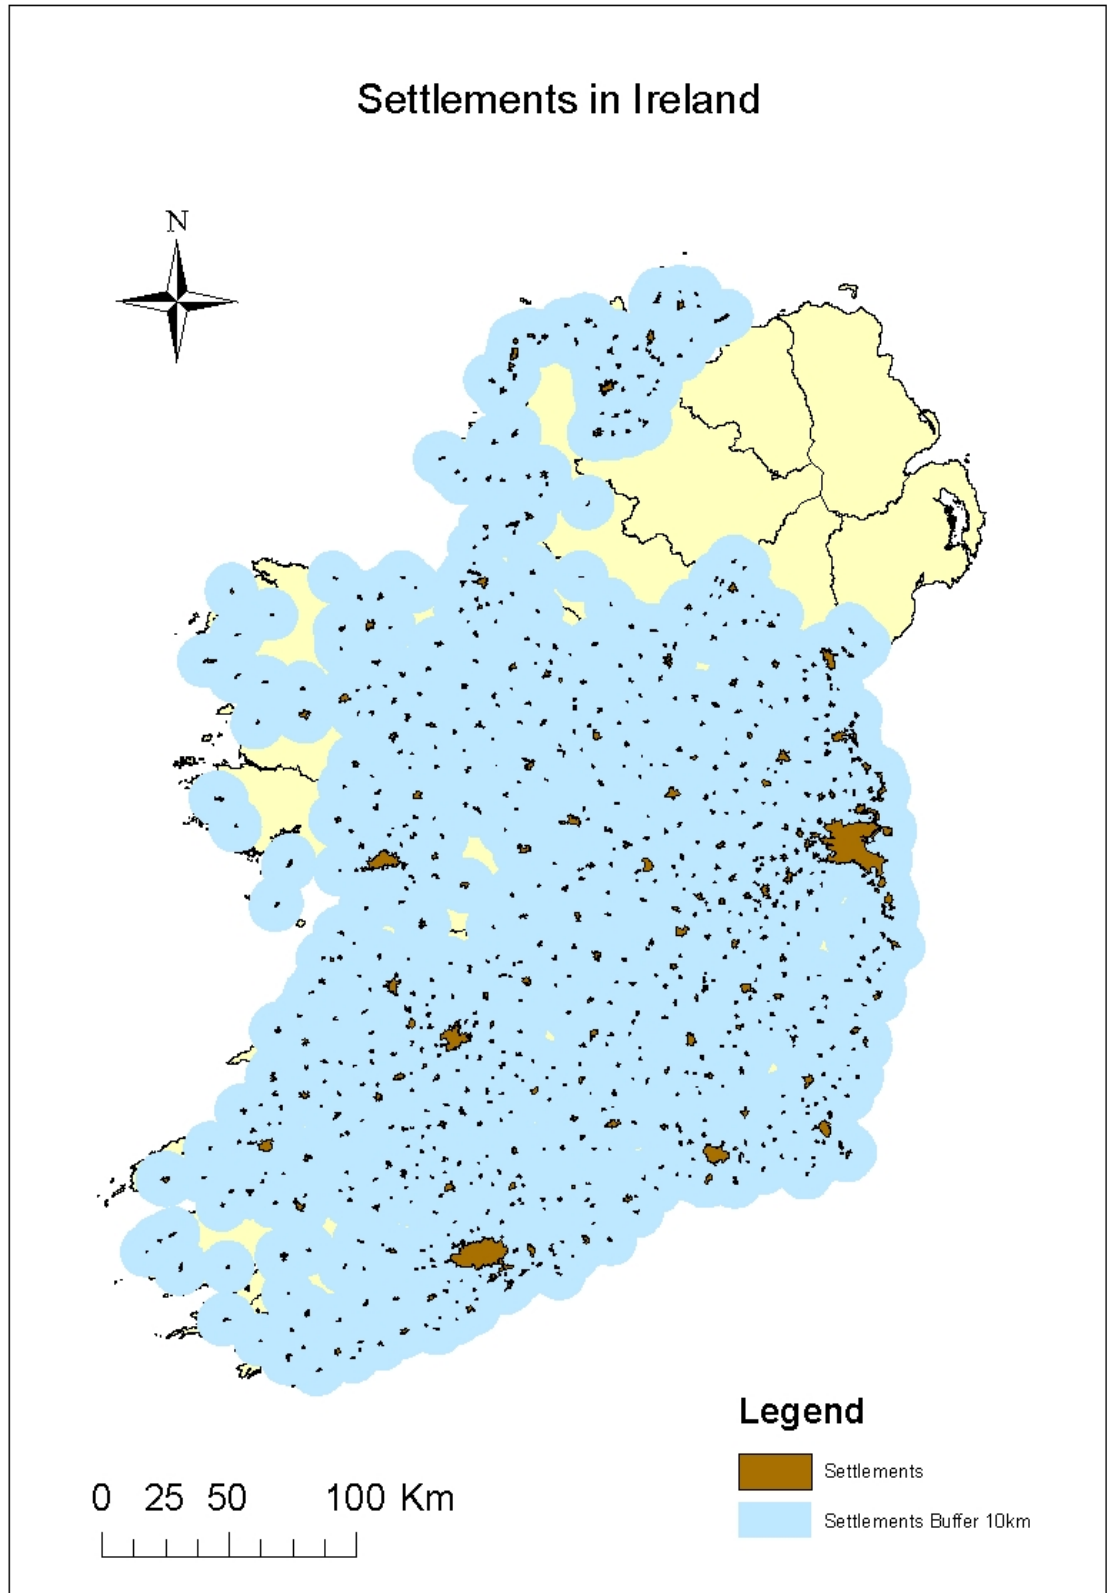 Settlements in Ireland
N
Legend
Settlements
Settlements Buffer 10km
0 25 50 100 Km